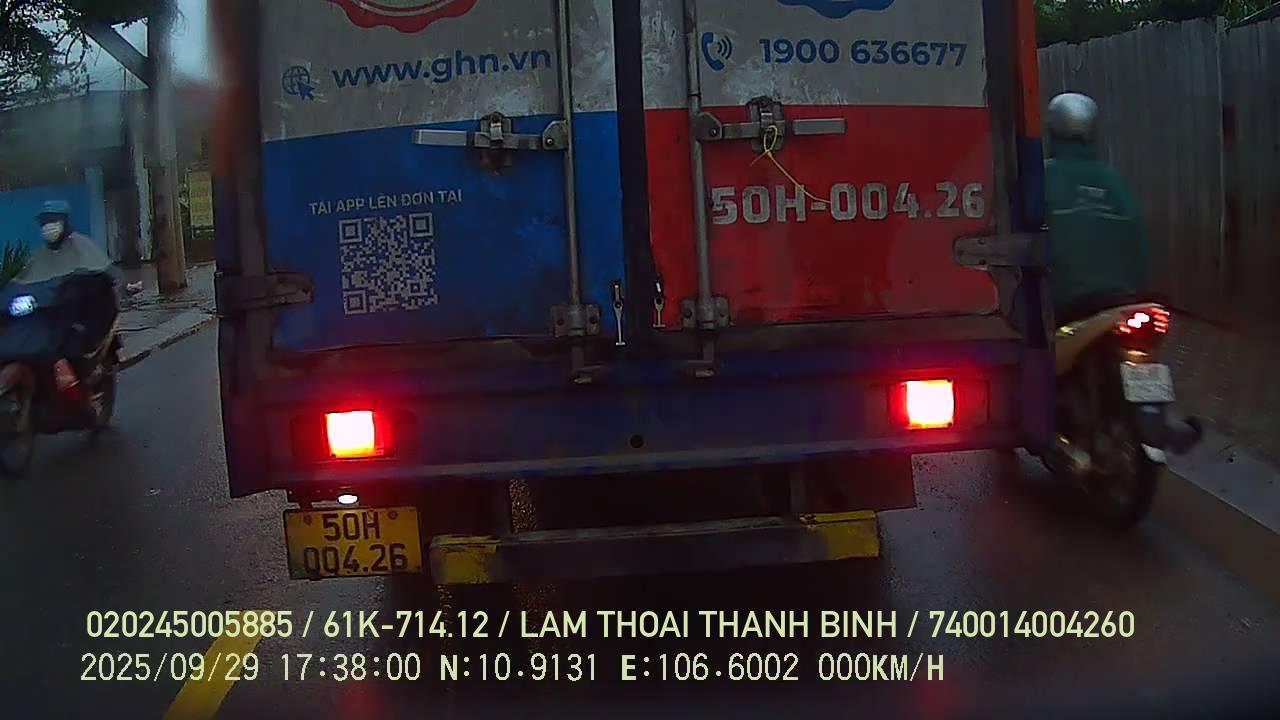 www.ghn.vn
1900 636677
TẢI APP LÊN ĐƠN TẠI
50H-004.26
50H
004.26
020245005885 / 61K-714.12 / LAM THOAI THANH BINH / 740014004260
2025/09/29 17:38:00 N:10.9131 E:106.6002 000KM/H